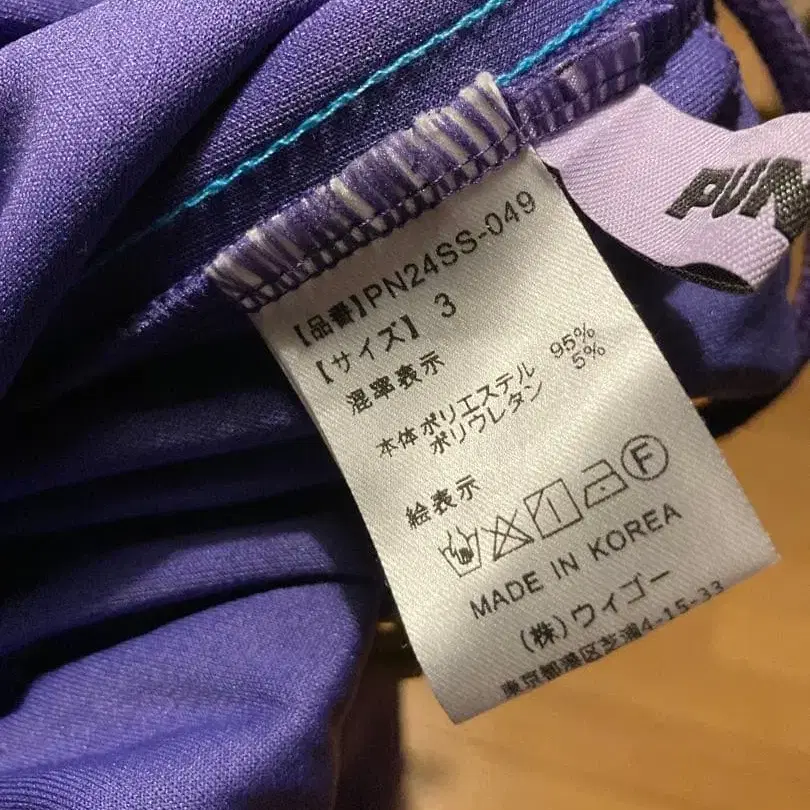 【品番】PN24SS-049
【サイズ】 3
混率表示
本体 ポリエステル 95%
ポリウレタン 5%
絵表示
F
MADE IN KOREA
(株)ウィゴー
東京都港区芝浦4-15-33